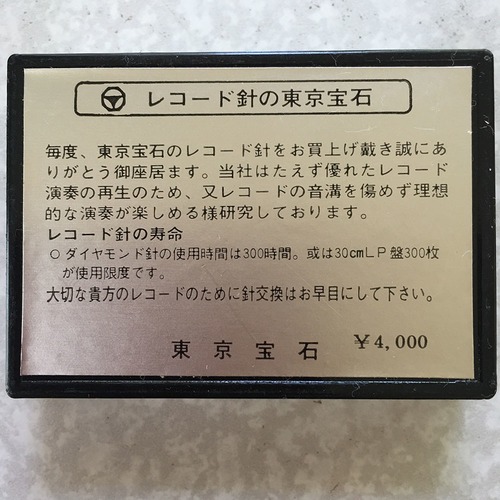 レコード針の東京宝石
毎度、東京宝石のレコード針をお買上げ戴き誠にあ
りがとう御座居ます。当社はたえず優れたレコード
演奏の再生のため、又レコードの音溝を傷めず理想
的な演奏が楽しめる様研究しております。
レコード針の寿命
○ダイヤモンド針の使用時間は300時間。或は30cmLP盤300枚
が使用限度です。
大切な貴方のレコードのために針交換はお早目にして下さい。
東京宝石 ¥4,000